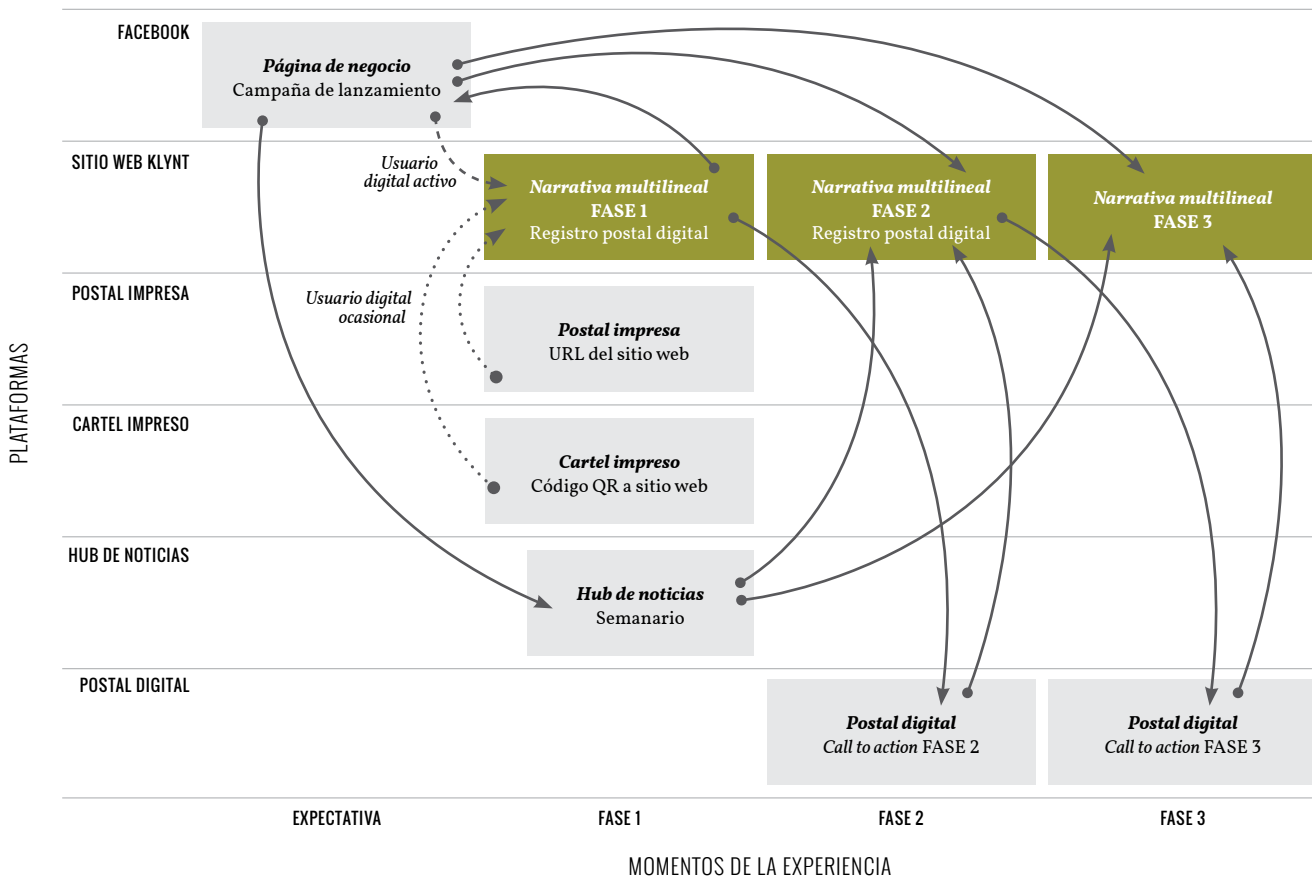 FACEBOOK
Página de negocio
Campaña de lanzamiento
SITIO WEB KLYNT
Usuario
digital activo
Narrativa multilineal
FASE 1
Registro postal digital
Narrativa multilineal
FASE 2
Registro postal digital
Narrativa multilineal
FASE 3
POSTAL IMPRESA
Usuario digital
ocasional
Postal impresa
URL del sitio web
PLATAFORMAS
CARTEL IMPRESO
Cartel impreso
Código QR a sitio web
HUB DE NOTICIAS
Hub de noticias
Semanario
POSTAL DIGITAL
Postal digital
Call to action FASE 2
Postal digital
Call to action FASE 3
EXPECTATIVA
FASE 1
FASE 2
FASE 3
MOMENTOS DE LA EXPERIENCIA